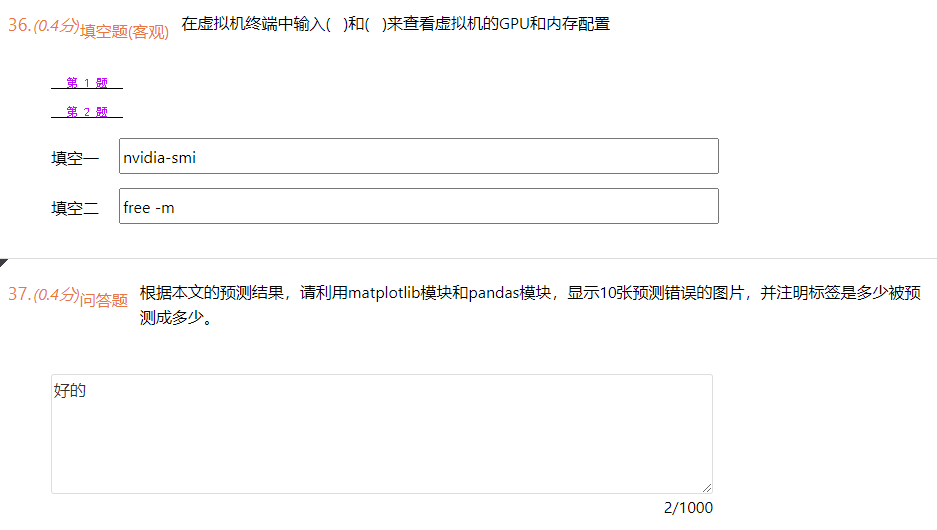 36.(0.4分)填空题(客观) 在虚拟机终端中输入( )和( )来查看虚拟机的GPU和内存配置
第 1 题
第 2 题
填空一 nvidia-smi
填空二 free -m
37.(0.4分)问答题 根据本文的预测结果，请利用matplotlib模块和pandas模块，显示10张预测错误的图片，并注明标签是多少被预
测成多少。
好的
2/1000